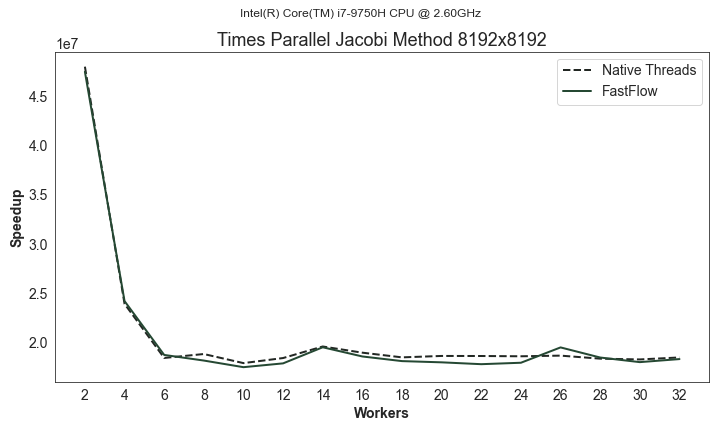 Intel(R) Core(TM) i7-9750H CPU @ 2.60GHz
Times Parallel Jacobi Method 8192x8192
1e7
Native Threads
FastFlow
4.5
4.0
3.5
3.0
2.5
2.0
Speedup
2 4 6 8 10 12 14 16 18 20 22 24 26 28 30 32
Workers